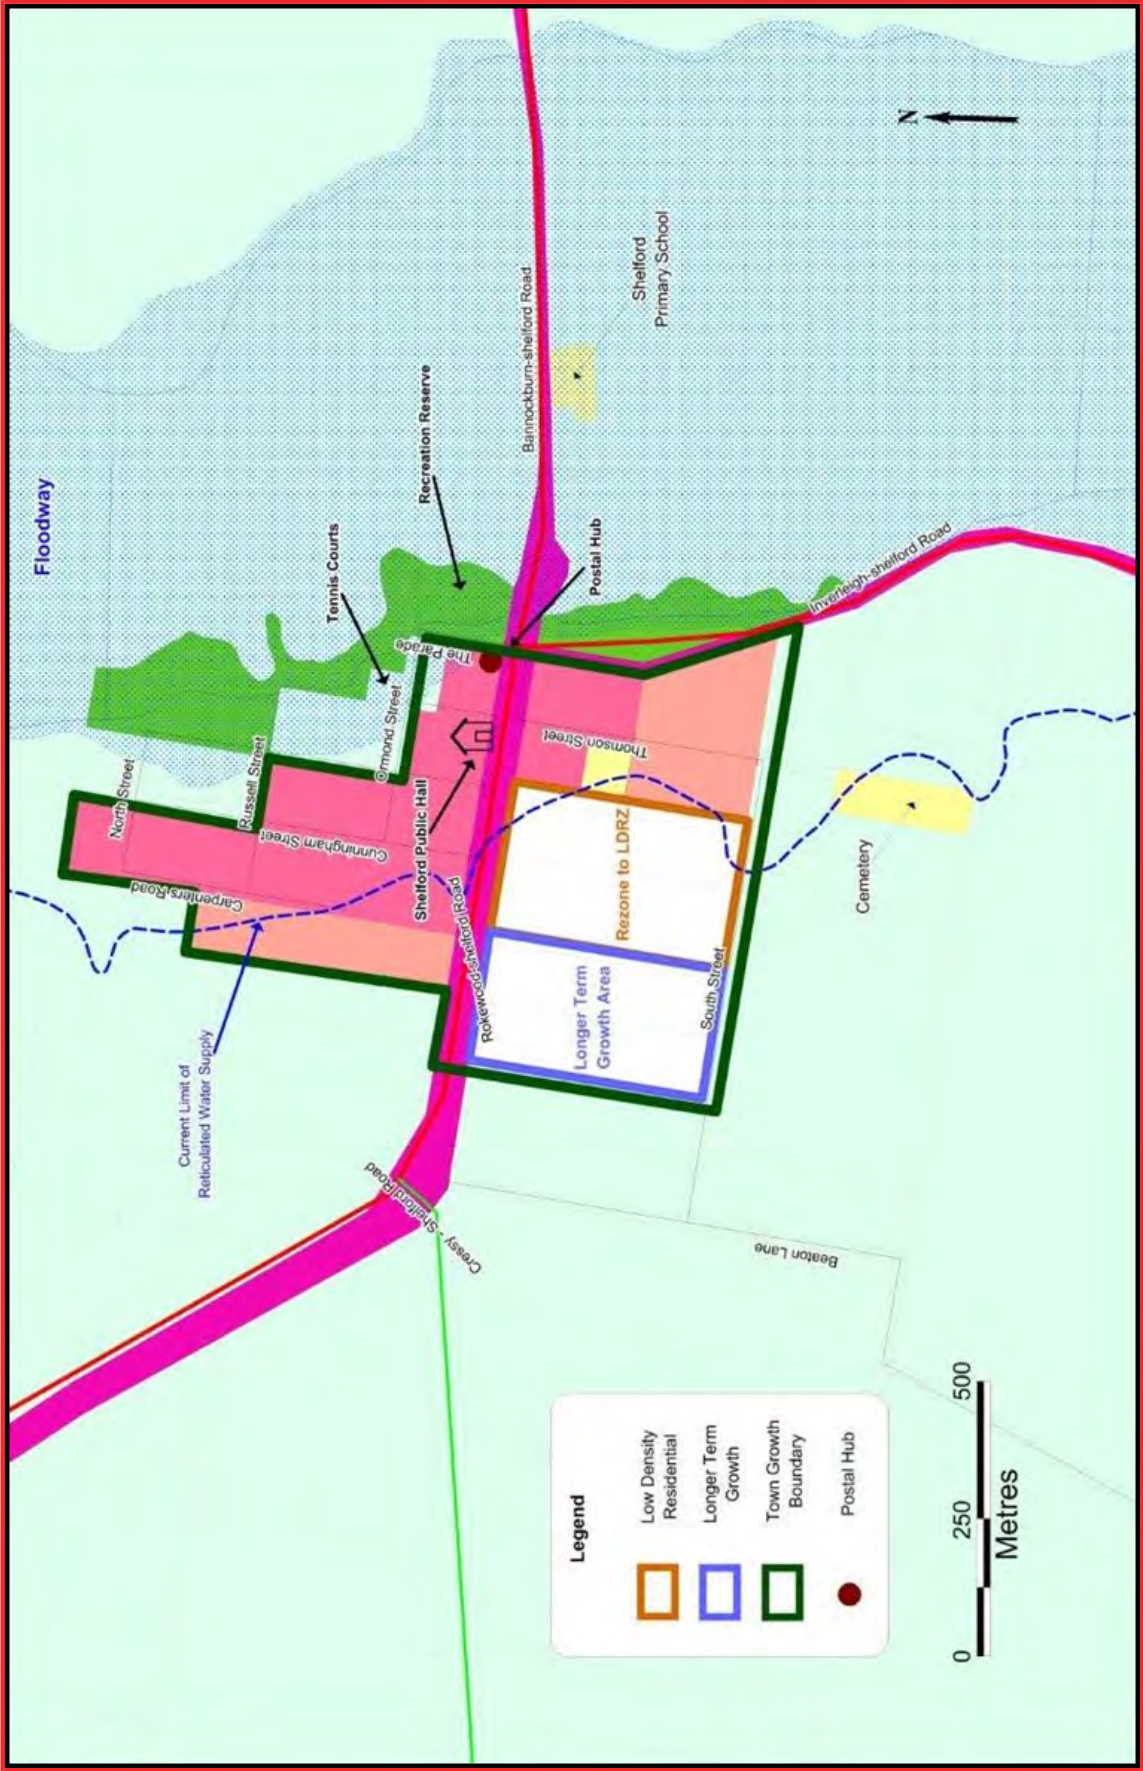 Floodway
N
Shelford
Primary School
Bannockburn-shelford Road
Recreation Reserve
Tennis Courts
Postal Hub
Inverleigh-shelford Road
The Parade
Ormond Street
Russell Street
North Street
Thomson Street
Cunningham Street
Carpenters Road
Shelford Public Hall
Rokewood-shelford Road
Rezone to LDRZ
Longer Term
Growth Area
South Street
Cemetery
Current Limit of
Reticulated Water Supply
Cressy - Shelford Road
Beaton Lane
Legend
Low Density
Residential
Longer Term
Growth
Town Growth
Boundary
Postal Hub
0 250 500
Metres